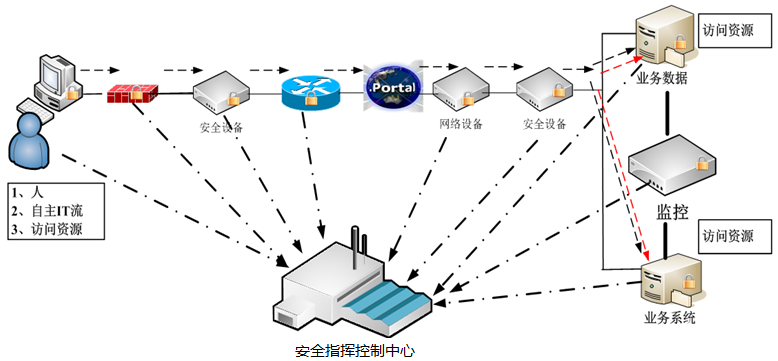 访问资源
.Portal
业务数据
安全设备
网络设备
安全设备
1、人
2、自主IT流
3、访问资源
监控
访问资源
业务系统
安全指挥控制中心